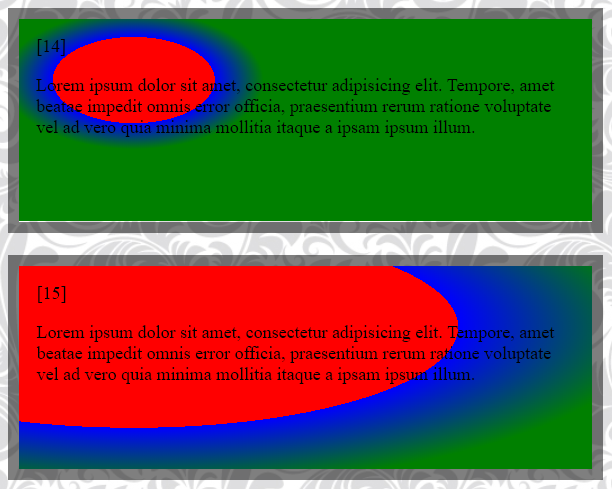 [14]
Lorem ipsum dolor sit amet, consectetur adipisicing elit. Tempore, amet
beatae impedit omnis error officia, praesentium rerum ratione voluptate
vel ad vero quia minima mollitia itaque a ipsam ipsum illum.
[15]
Lorem ipsum dolor sit amet, consectetur adipisicing elit. Tempore, amet
beatae impedit omnis error officia, praesentium rerum ratione voluptate
vel ad vero quia minima mollitia itaque a ipsam ipsum illum.